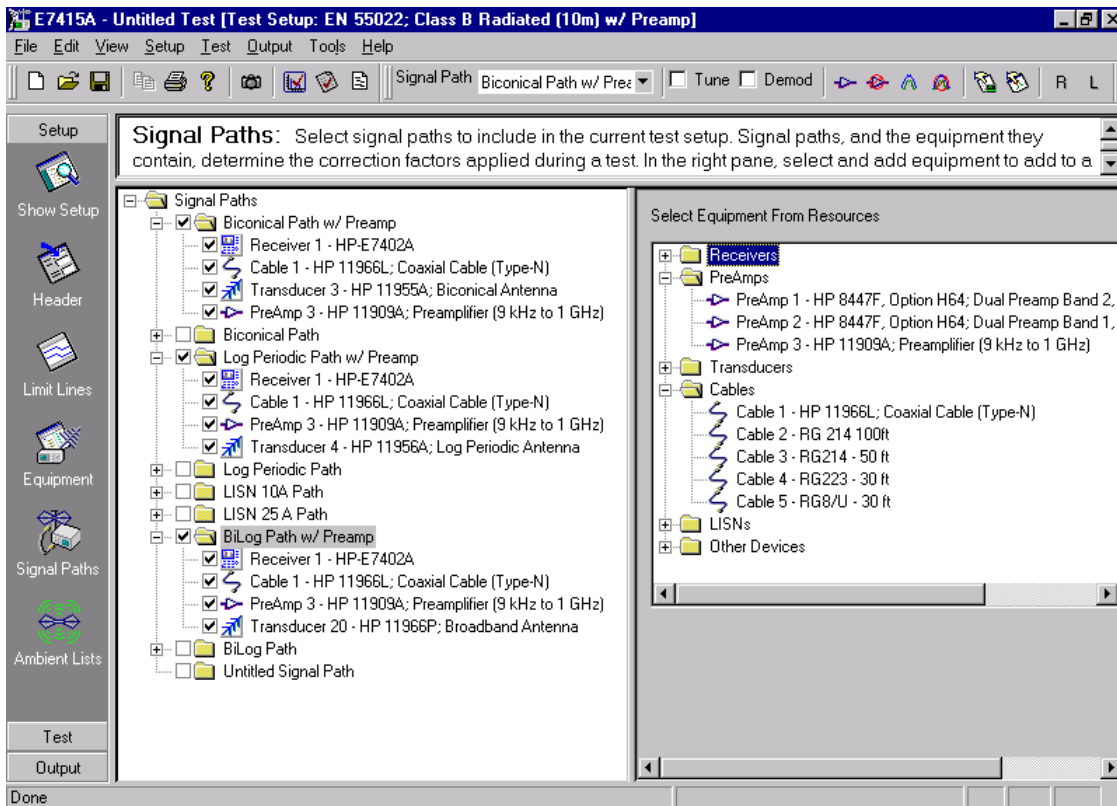 E7415A - Untitled Test [Test Setup: EN 55022; Class B Radiated (10m) w/ Preamp]
File Edit View Setup Test Output Tools Help
Signal Path Biconical Path w/ Prea Tune Demod R L
Setup
Show Setup
Header
Limit Lines
Equipment
Signal Paths
Ambient Lists
Test
Output
Signal Paths: Select signal paths to include in the current test setup. Signal paths, and the equipment they
contain, determine the correction factors applied during a test. In the right pane, select and add equipment to add to a
Signal Paths
Biconical Path w/ Preamp
Receiver 1 - HP-E7402A
Cable 1 - HP 11966L; Coaxial Cable (Type-N)
Transducer 3 - HP 11955A; Biconical Antenna
PreAmp 3 - HP 11909A; Preamplifier (9 kHz to 1 GHz)
Biconical Path
Log Periodic Path w/ Preamp
Receiver 1 - HP-E7402A
Cable 1 - HP 11966L; Coaxial Cable (Type-N)
PreAmp 3 - HP 11909A; Preamplifier (9 kHz to 1 GHz)
Transducer 4 - HP 11956A; Log Periodic Antenna
Log Periodic Path
LISN 10A Path
LISN 25 A Path
BiLog Path w/ Preamp
Receiver 1 - HP-E7402A
Cable 1 - HP 11966L; Coaxial Cable (Type-N)
PreAmp 3 - HP 11909A; Preamplifier (9 kHz to 1 GHz)
Transducer 20 - HP 11966P; Broadband Antenna
BiLog Path
Untitled Signal Path
Select Equipment From Resources
Receivers
PreAmps
PreAmp 1 - HP 8447F, Option H64; Dual Preamp Band 2,
PreAmp 2 - HP 8447F, Option H64; Dual Preamp Band 1,
PreAmp 3 - HP 11909A; Preamplifier (9 kHz to 1 GHz)
Transducers
Cables
Cable 1 - HP 11966L; Coaxial Cable (Type-N)
Cable 2 - RG 214 100ft
Cable 3 - RG214 - 50 ft
Cable 4 - RG223 - 30 ft
Cable 5 - RG8/U - 30 ft
LISNs
Other Devices
Done